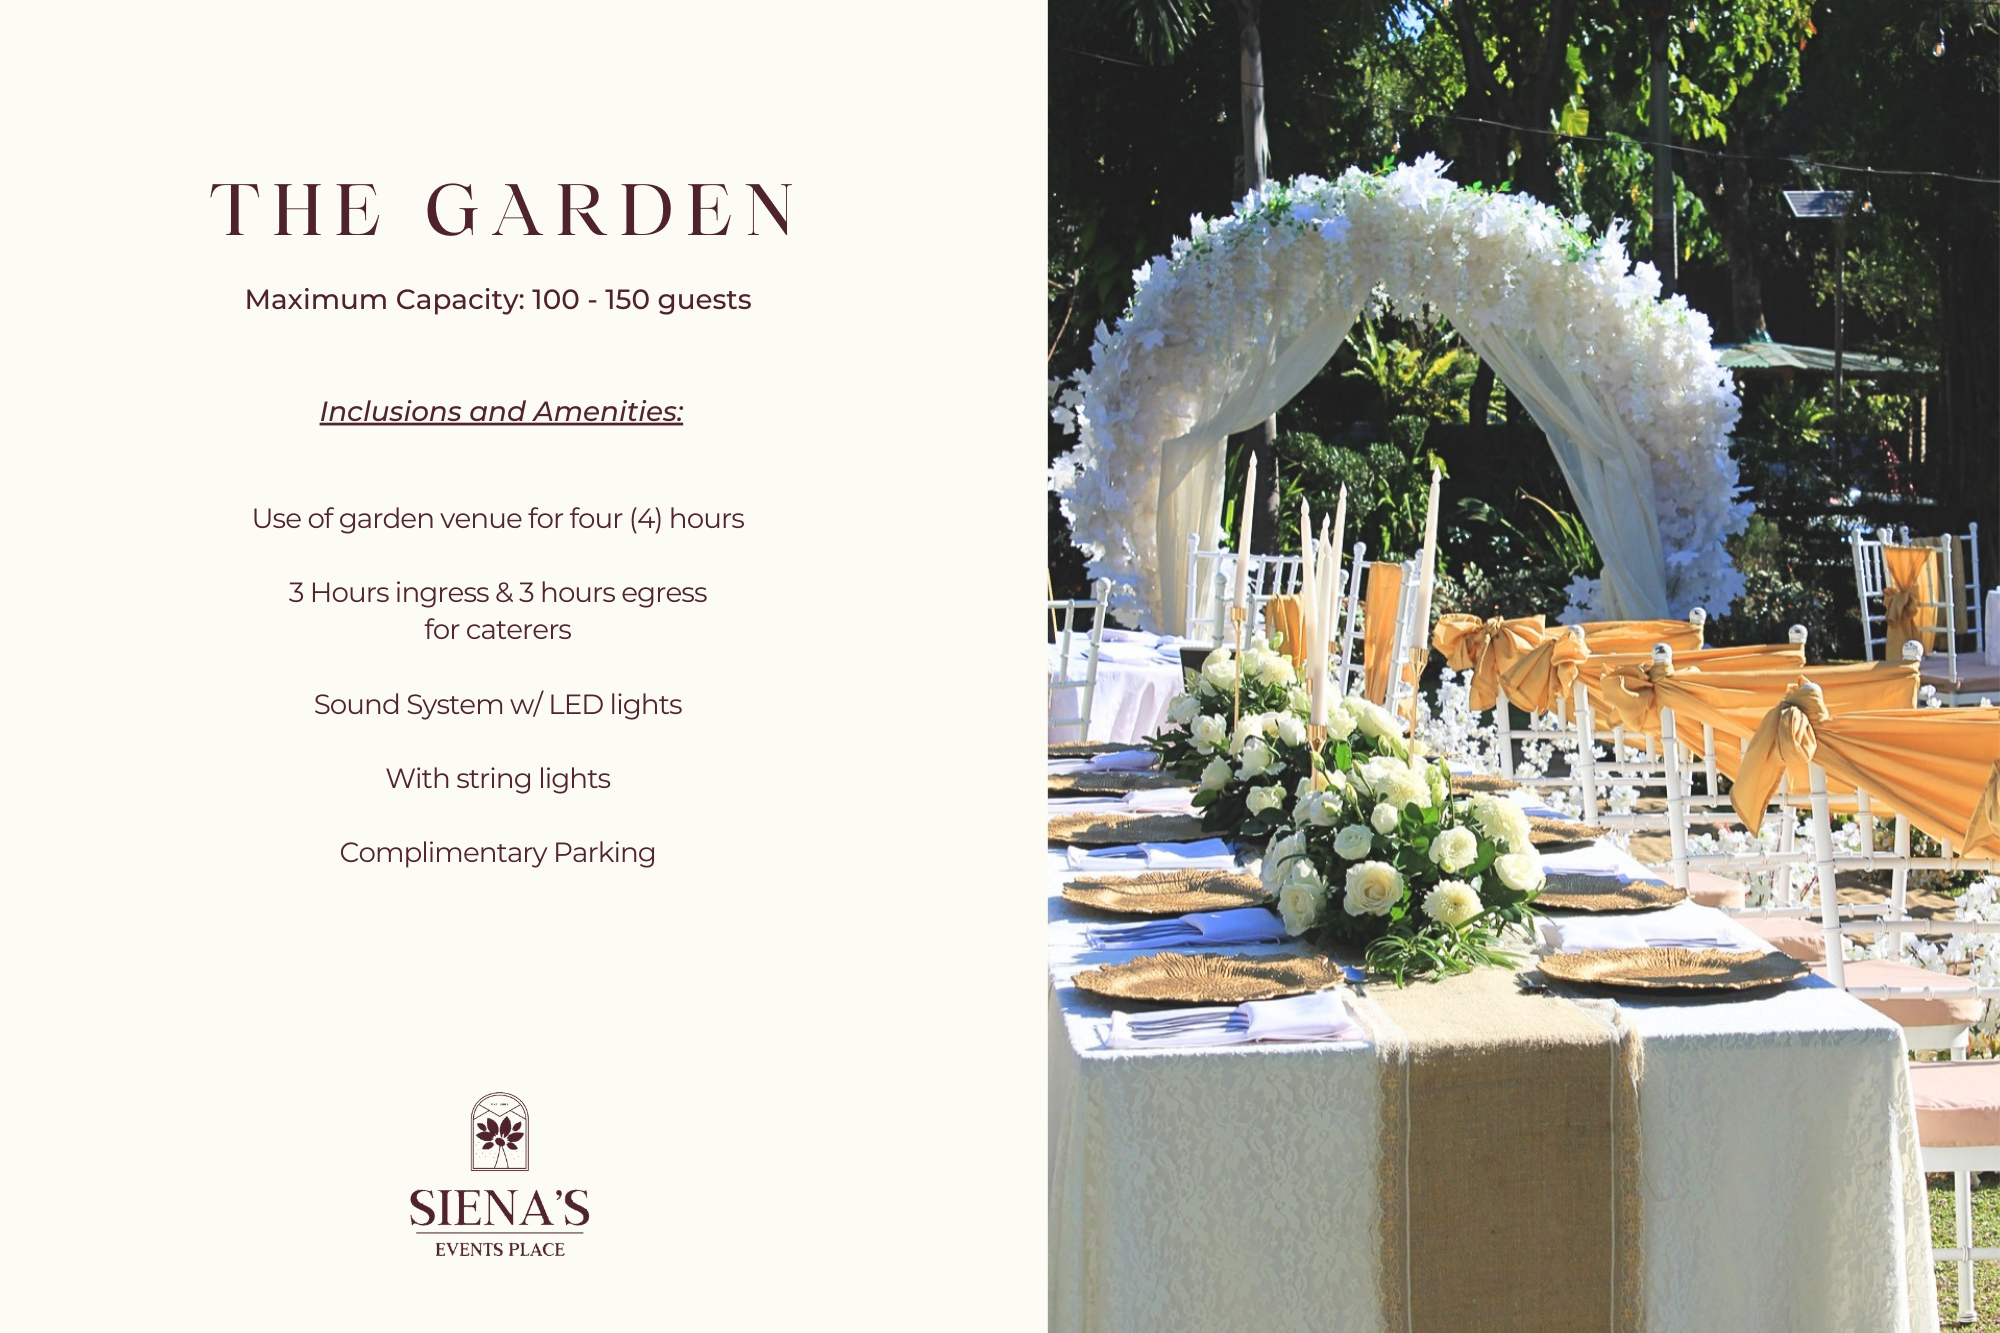 THE GARDEN
Maximum Capacity: 100 - 150 guests
Inclusions and Amenities:
Use of garden venue for four (4) hours
3 Hours ingress & 3 hours egress
for caterers
Sound System w/ LED lights
With string lights
Complimentary Parking
SIENA'S
EVENTS PLACE